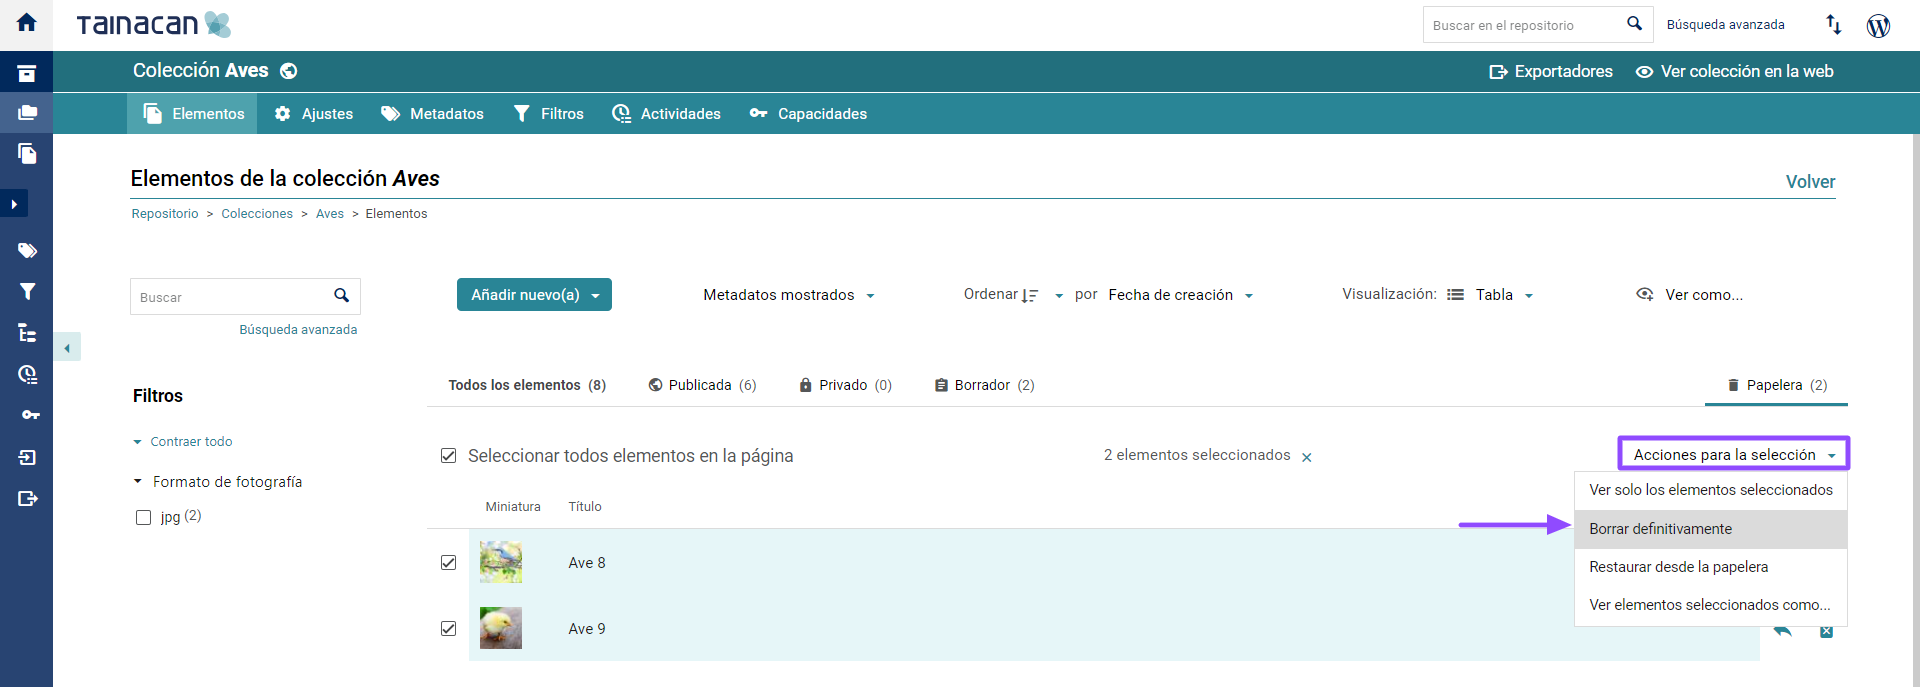 TAINACAN
Buscar en el repositorio
Búsqueda avanzada
Colección Aves
Exportadores
Ver colección en la web
Elementos
Ajustes
Metadatos
Filtros
Actividades
Capacidades
Elementos de la colección Aves
Volver
Repositorio > Colecciones > Aves > Elementos
Buscar
Añadir nuevo(a)
Metadatos mostrados
Ordenar
por
Fecha de creación
Visualización:
Tabla
Ver como...
Búsqueda avanzada
Filtros
Todos los elementos (8)
Publicada (6)
Privado (0)
Borrador (2)
Papelera (2)
Contraer todo
Seleccionar todos elementos en la página
2 elementos seleccionados
Acciones para la selección
Formato de fotografía
jpg (2)
Miniatura
Título
Ver solo los elementos seleccionados
Borrar definitivamente
Restaurar desde la papelera
Ver elementos seleccionados como...
Ave 8
Ave 9